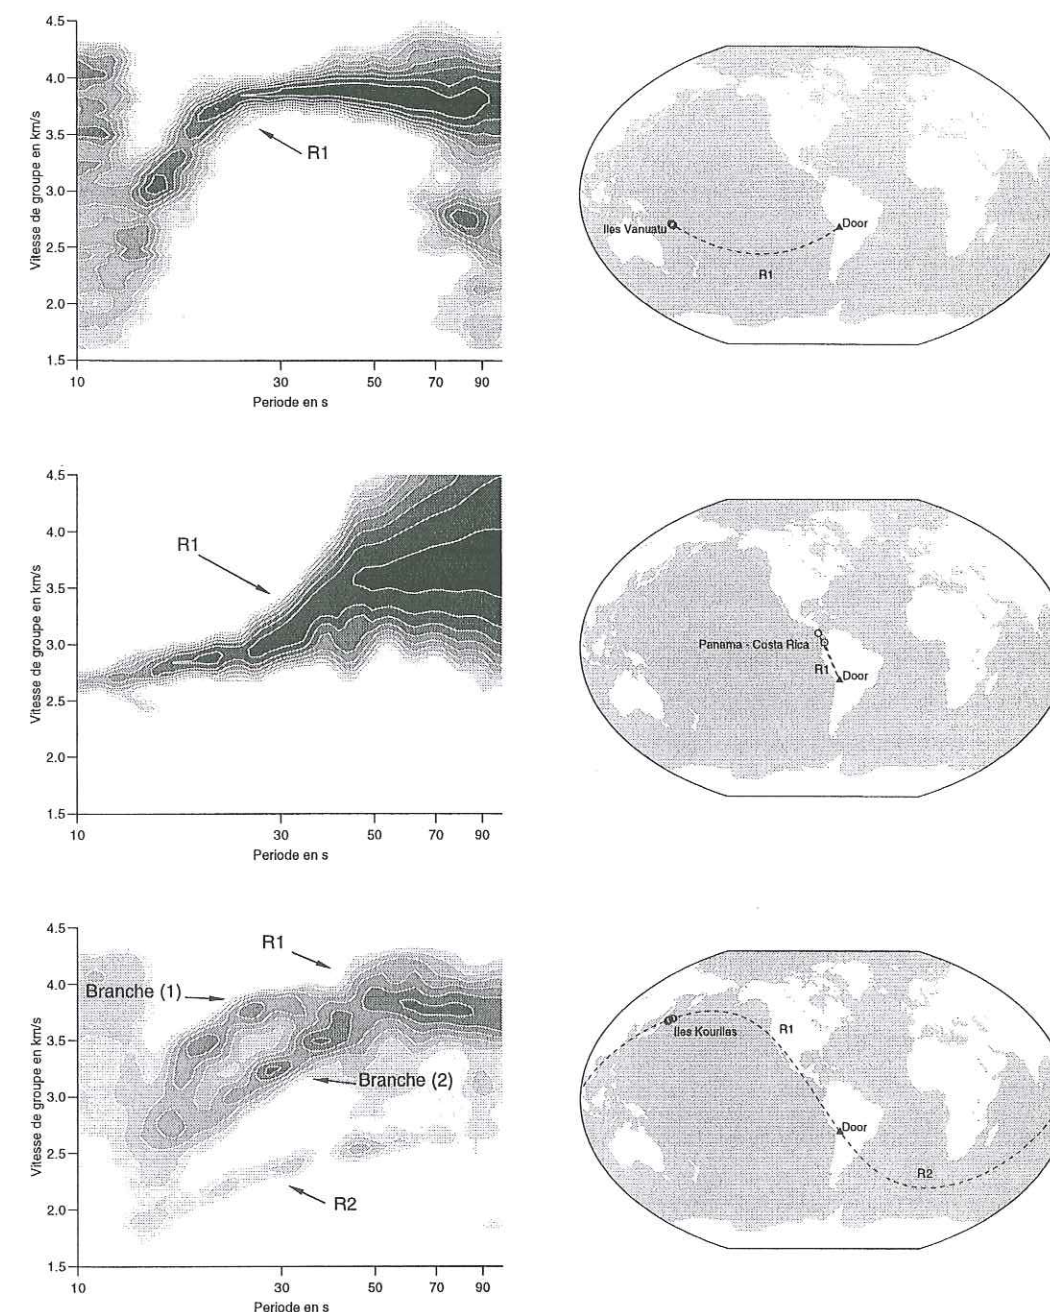 4.5
4.0
3.5
3.0
2.5
2.0
1.5
Vitesse de groupe en km/s
R1
10
30
50
70
90
Periode en s
Iles Vanuatu
Door
R1
4.5
4.0
3.5
3.0
2.5
2.0
1.5
Vitesse de groupe en km/s
R1
10
30
50
70
90
Periode en s
Panama - Costa Rica
R1
Door
4.5
4.0
3.5
3.0
2.5
2.0
1.5
Vitesse de groupe en km/s
R1
Branche (1)
Branche (2)
R2
10
30
50
70
90
Periode en s
Iles Kouriles
R1
Door
R2